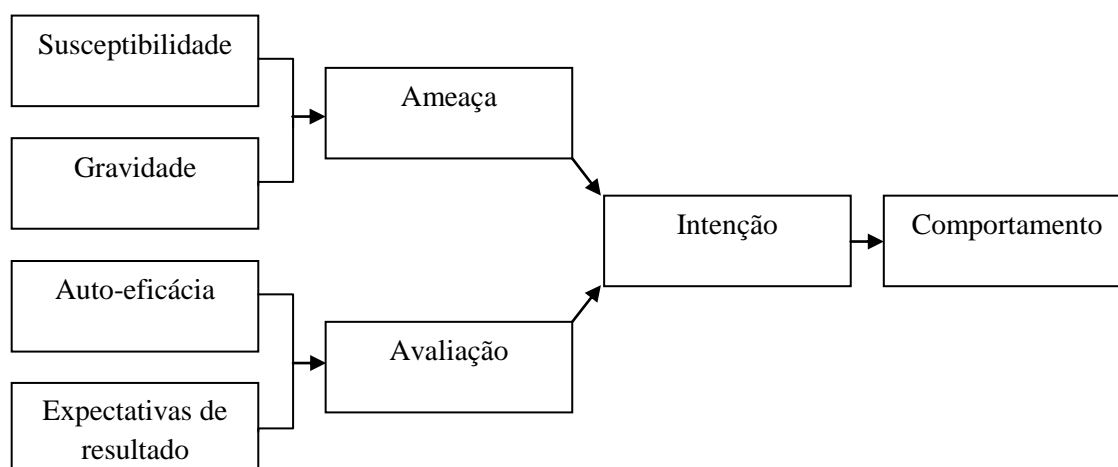 Susceptibilidade
Gravidade
Ameaça
Auto-eficácia
Expectativas de
resultado
Avaliação
Intenção
Comportamento